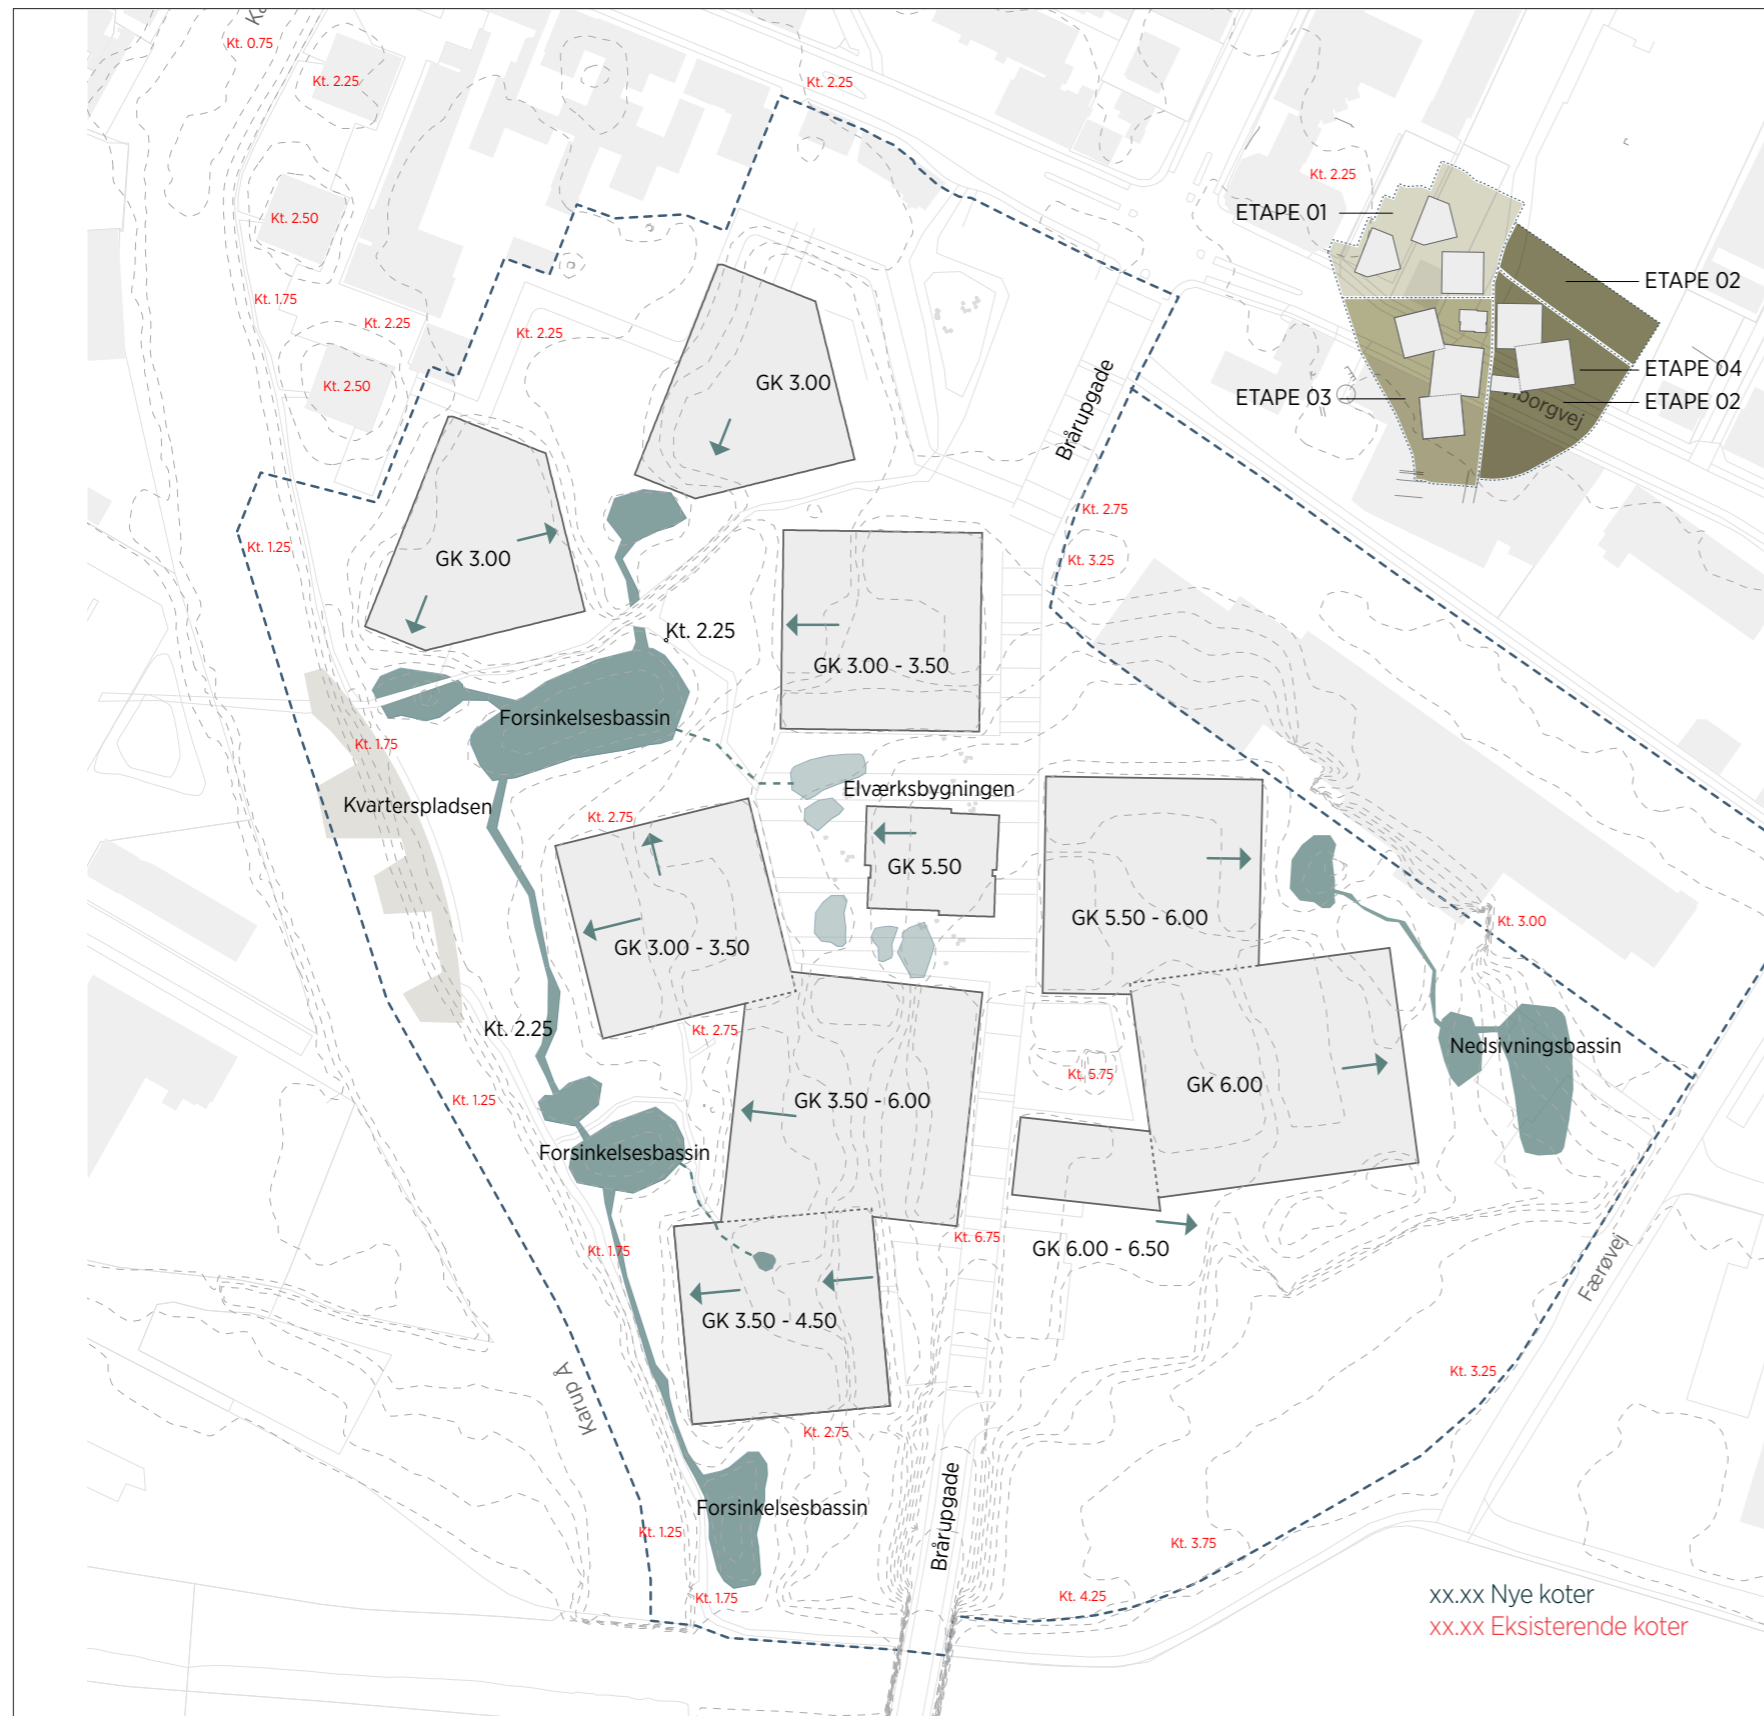 Kt. 0.75
Kt. 2.25
Kt. 2.25
Kt. 2.25
ETAPE 01
Kt. 2.50
ETAPE 02
Kt. 1.75
Kt. 2.25
Kt. 2.25
ETAPE 04
Kt. 2.50
GK 3.00
Brårupgade
ETAPE 03
ETAPE 02
Kt. 2.75
Kt. 1.25
GK 3.00
Kt. 3.25
Kt. 2.25
GK 3.00 - 3.50
Forsinkelsesbassin
Kt. 1.75
Elværksbygningen
Kvarterspladsen
Kt. 2.75
GK 5.50
GK 5.50 - 6.00
Kt. 3.00
GK 3.00 - 3.50
Kt. 2.25
Kt. 2.75
Nedsivningsbassin
Kt. 5.75
GK 6.00
Kt. 1.25
GK 3.50 - 6.00
Forsinkelsesbassin
Kt. 1.75
Kt. 6.75
GK 6.00 - 6.50
Færøvej
GK 3.50 - 4.50
Kt. 3.25
Karup Å
Kt. 2.75
Forsinkelsesbassin
Brårupgade
Kt. 1.25
Kt. 3.75
Kt. 1.75
Kt. 4.25
xx.xx Nye koter
xx.xx Eksisterende koter